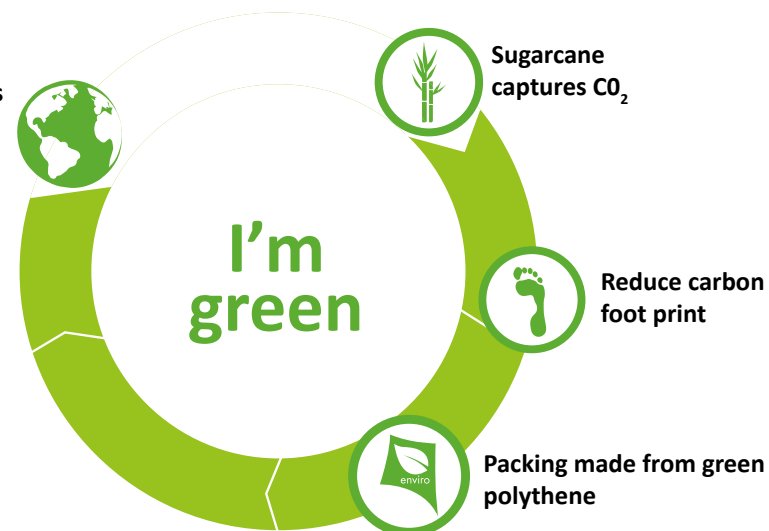 Sugarcane
captures C0₂
I'm
green
Reduce carbon
foot print
enviro
Packing made from green
polythene